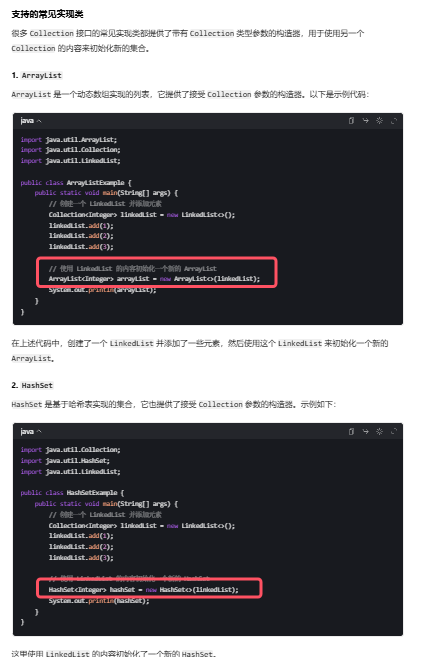 支持的常见实现类
很多 Collection 接口的常见实现类都提供了带有 Collection 类型参数的构造器，用于使用另一个
Collection 的内容来初始化新的集合。
1. ArrayList
ArrayList 是一个动态数组实现的列表，它提供了接受 Collection 参数的构造器。以下是示例代码：
java
import java.util.ArrayList;
import java.util.Collection;
import java.util.LinkedList;
public class ArrayListExample {
public static void main(String[] args) {
// 创建一个 LinkedList 并添加元素
Collection<Integer> linkedList = new LinkedList<>();
linkedList.add(1);
linkedList.add(2);
linkedList.add(3);
// 使用 LinkedList 的内容初始化一个新的 ArrayList
ArrayList<Integer> arrayList = new ArrayList<>(linkedList);
System.out.println(arrayList);
}
}
在上述代码中，创建了一个 LinkedList 并添加了一些元素，然后使用这个 LinkedList 来初始化一个新的
ArrayList。
2. HashSet
HashSet 是基于哈希表实现的集合，它也提供了接受 Collection 参数的构造器。示例如下：
java
import java.util.Collection;
import java.util.HashSet;
import java.util.LinkedList;
public class HashSetExample {
public static void main(String[] args) {
// 创建一个 LinkedList 并添加元素
Collection<Integer> linkedList = new LinkedList<>();
linkedList.add(1);
linkedList.add(2);
linkedList.add(3);
// 使用 LinkedList 的内容初始化一个新的 HashSet
HashSet<Integer> hashSet = new HashSet<>(linkedList);
System.out.println(hashSet);
}
}
这里使用 LinkedList 的内容初始化了一个新的 HashSet。